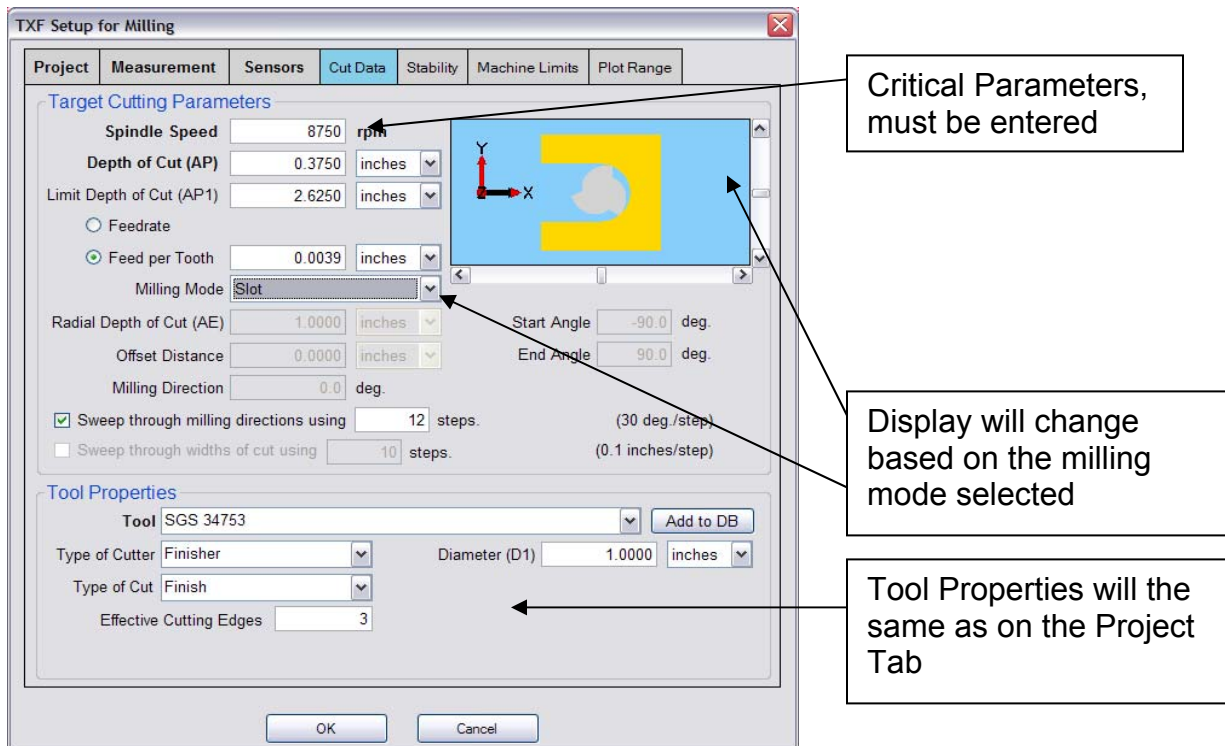 TXF Setup for Milling
Project Measurement Sensors Cut Data Stability Machine Limits Plot Range
Target Cutting Parameters
Spindle Speed 8750 rpm
Depth of Cut (AP) 0.3750 inches
Limit Depth of Cut (AP1) 2.6250 inches
Feedrate
Feed per Tooth 0.0039 inches
Milling Mode Slot
Y
X
Radial Depth of Cut (AE) 1.0000 inches Start Angle -90.0 deg.
Offset Distance 0.0000 inches End Angle 90.0 deg.
Milling Direction 0.0 deg.
Sweep through milling directions using 12 steps. (30 deg./step)
Sweep through widths of cut using 10 steps. (0.1 inches/step)
Tool Properties
Tool SGS 34753 Add to DB
Type of Cutter Finisher Diameter (D1) 1.0000 inches
Type of Cut Finish
Effective Cutting Edges 3
OK Cancel
Critical Parameters,
must be entered
Display will change
based on the milling
mode selected
Tool Properties will the
same as on the Project
Tab